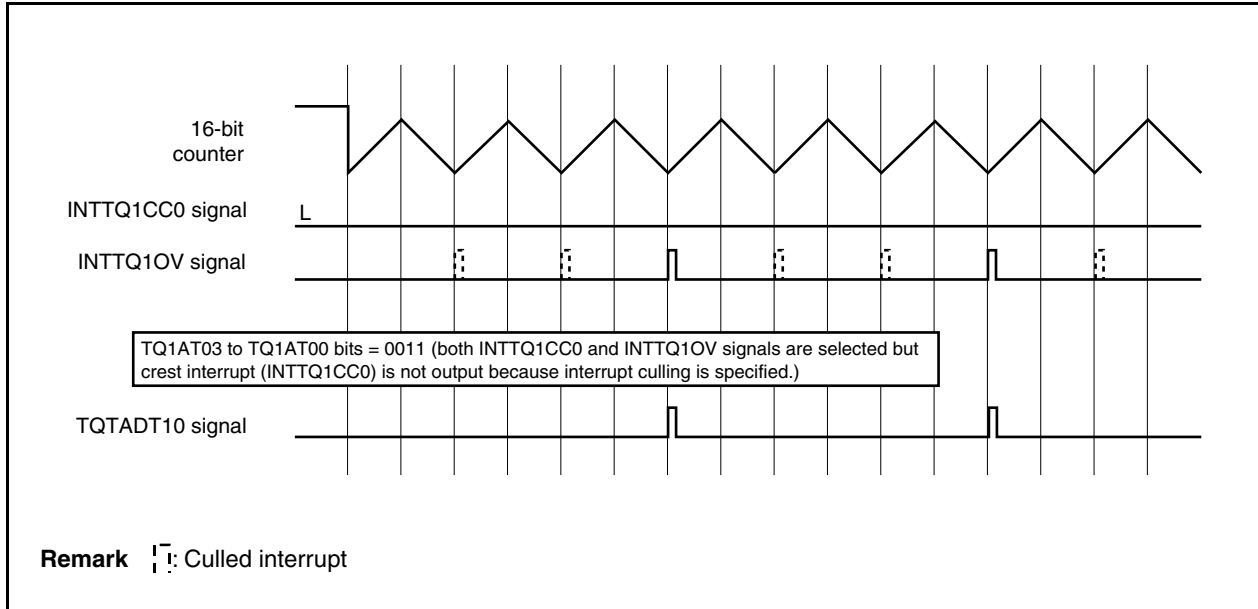 16-bit
counter
INTTQ1CC0 signal
L
INTTQ1OV signal
TQ1AT03 to TQ1AT00 bits = 0011 (both INTTQ1CC0 and INTTQ1OV signals are selected but
crest interrupt (INTTQ1CC0) is not output because interrupt culling is specified.)
TQTADT10 signal
Remark : Culled interrupt